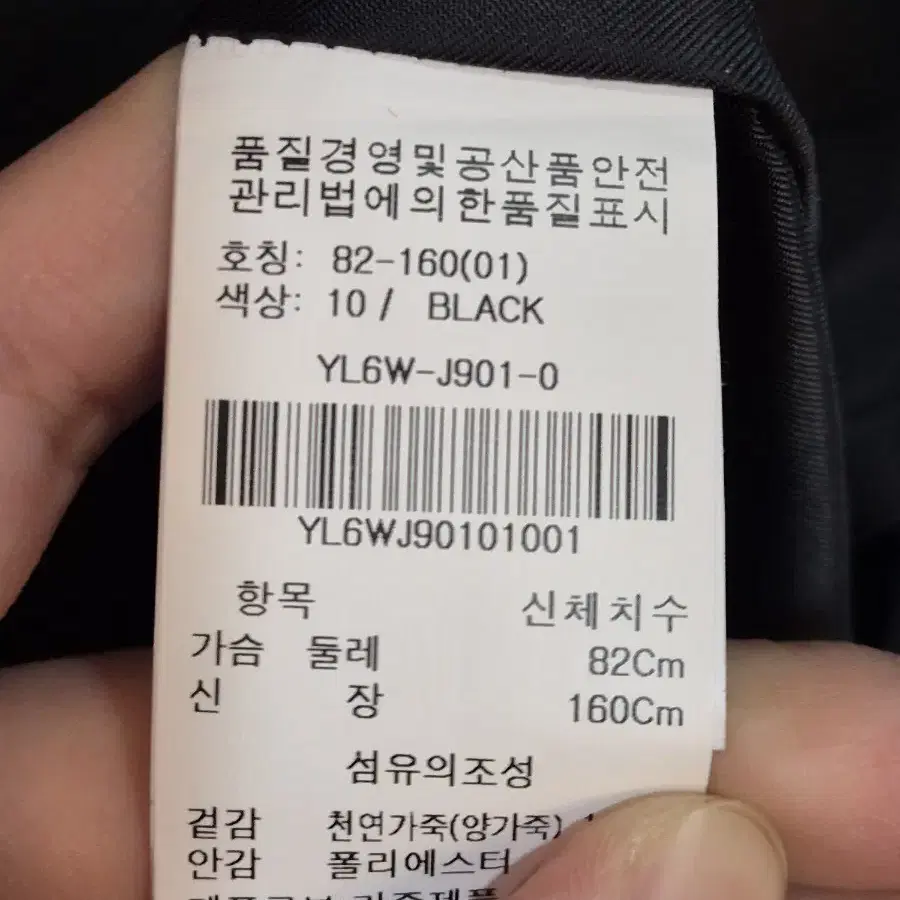 품질경영및공산품안전
관리법에의한품질표시
호칭: 82-160(01)
색상: 10 / BLACK
YL6W-J901-0
YL6WJ90101001
항목 신체치수
가슴 둘레 82Cm
신 장 160Cm
섬유의조성
겉감 천연가죽(양가죽)
안감 폴리에스터